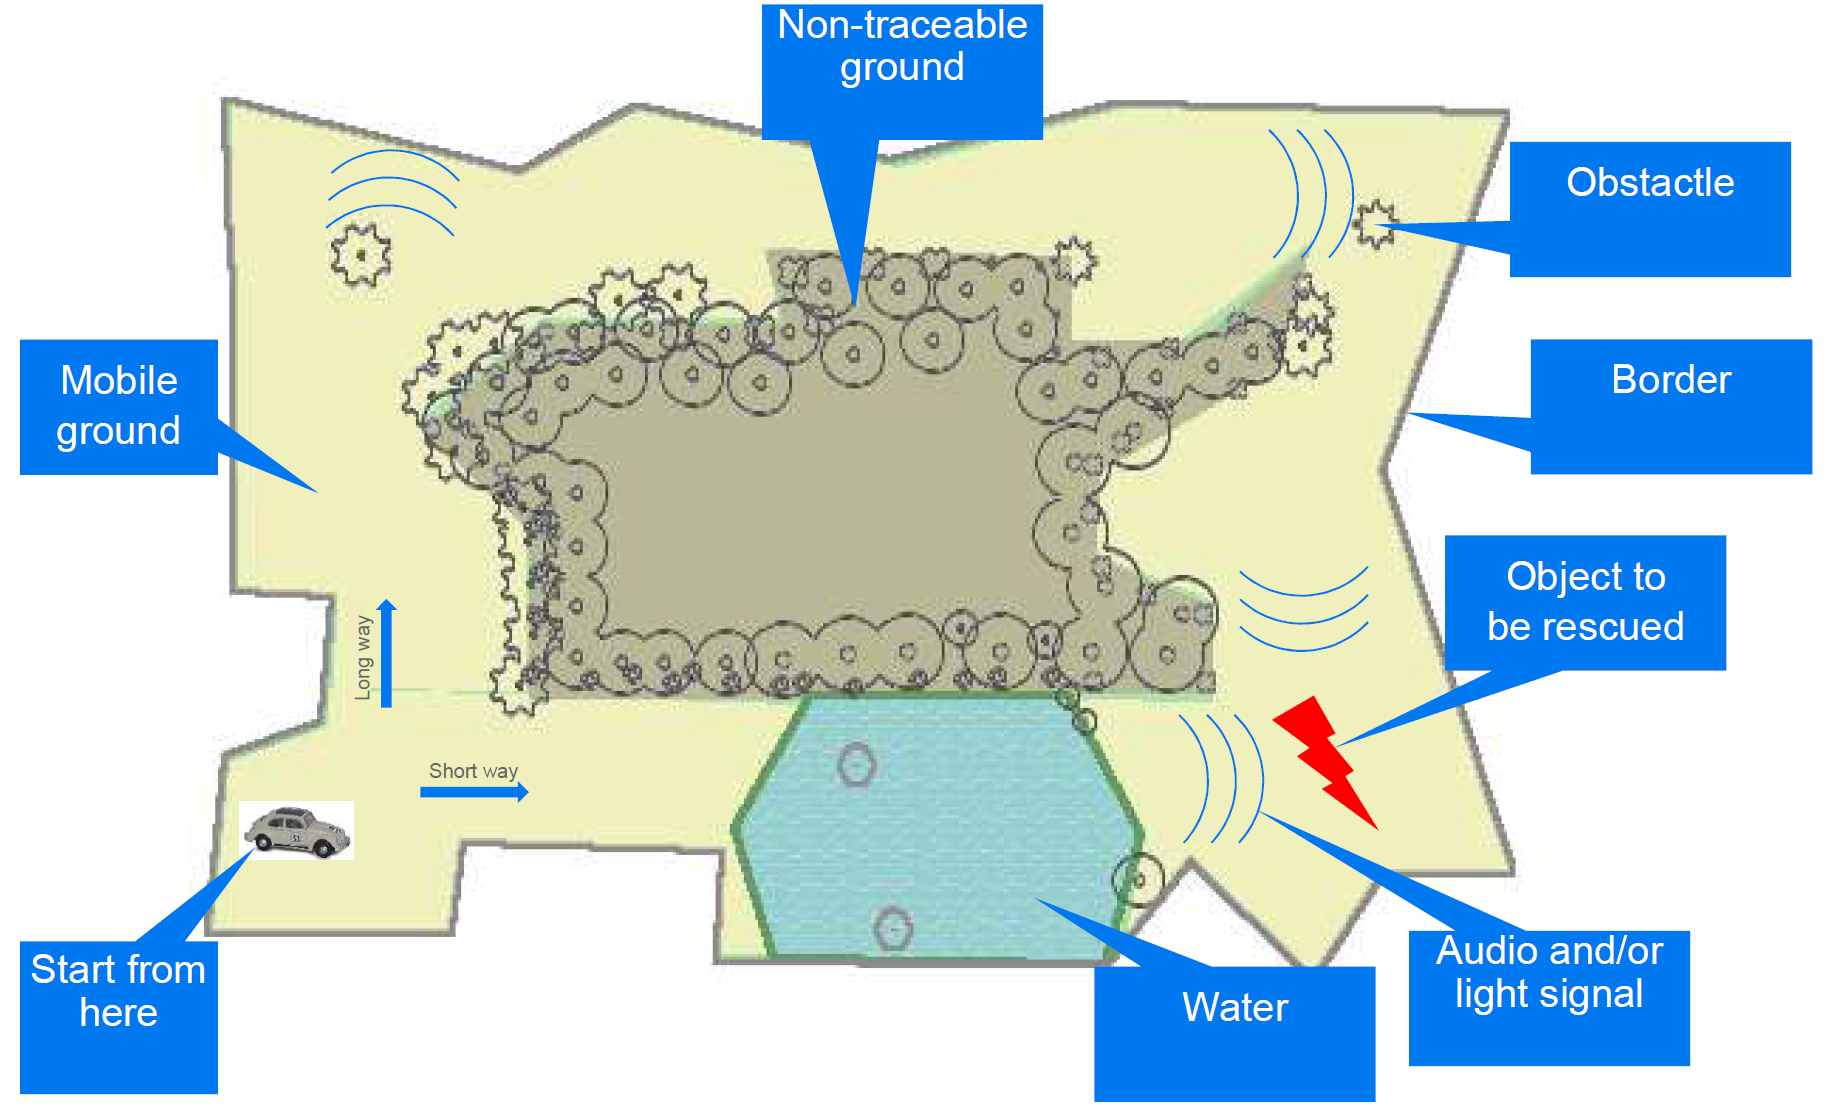 Non-traceable
ground
Obstactle
Mobile
ground
Border
Object to
be rescued
Long way
Short way
Start from
here
Water
Audio and/or
light signal